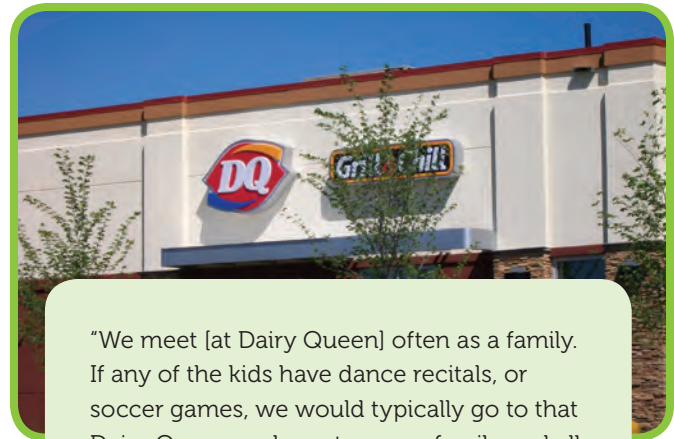 DQ
Grill & Chill
“We meet [at Dairy Queen] often as a family.
If any of the kids have dance recitals, or
soccer games, we would typically go to that